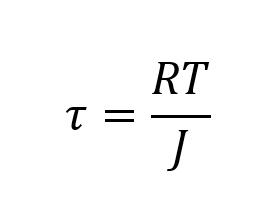 τ = RT / J